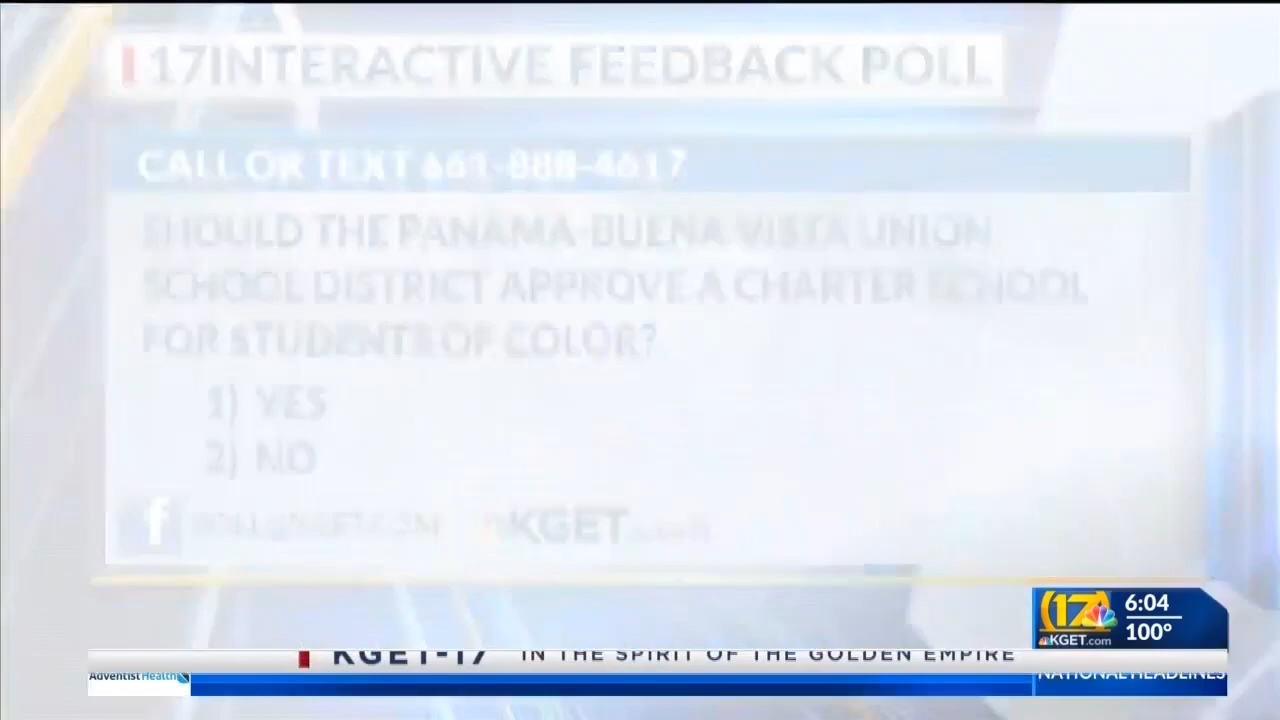 17INTERACTIVE FEEDBACK POLL
CALL OR TEXT 661-888-4617
SHOULD THE PANAMA-BUENA VISTA UNION
SCHOOL DISTRICT APPROVE A CHARTER SCHOOL
FOR STUDENTS OF COLOR?
1) YES
2) NO
f
KGET
17
6:04
KGET.com
100°
KGET-17 IN THE SPIRIT OF THE GOLDEN EMPIRE
Adventist Health
NATIONAL HEADLINES